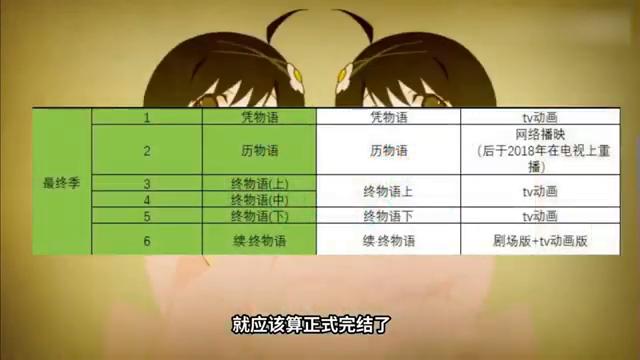 最终季
1 凭物语 凭物语 tv动画
2 历物语 历物语 网络播映
(后于2018年在电视上重
播)
3 终物语(上) 终物语上 tv动画
4 终物语(中)
5 终物语(下) 终物语下 tv动画
6 续·终物语 续·终物语 剧场版+tv动画版
就应该算正式完结了